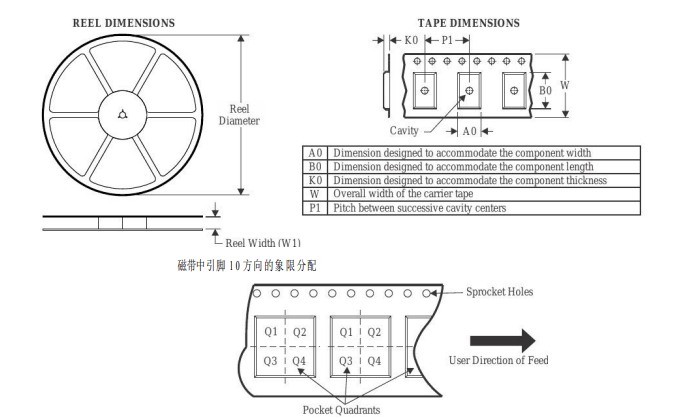 REEL DIMENSIONS
TAPE DIMENSIONS
K0
P1
Reel
Diameter
B0
W
Cavity
A0
A0 Dimension designed to accommodate the component width
B0 Dimension designed to accommodate the component length
K0 Dimension designed to accommodate the component thickness
W Overall width of the carrier tape
P1 Pitch between successive cavity centers
Reel Width (W1)
磁带中引脚 10 方向的象限分配
Sprocket Holes
Q1 Q2 Q1 Q2
Q3 Q4 Q3 Q4
User Direction of Feed
Pocket Quadrants